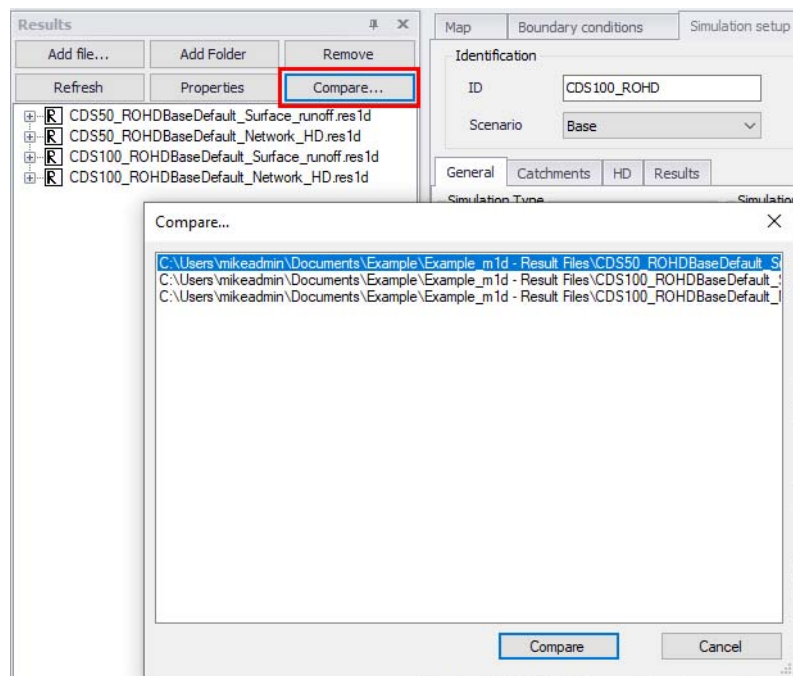 Results
Add file... Add Folder Remove
Refresh Properties Compare...
CDS50_ROHDBaseDefault_Surface_runoff.res1d
CDS50_ROHDBaseDefault_Network_HD.res1d
CDS100_ROHDBaseDefault_Surface_runoff.res1d
CDS100_ROHDBaseDefault_Network_HD.res1d
Map Boundary conditions Simulation setup
Identification
ID CDS100_ROHD
Scenario Base
General Catchments HD Results
Simulation Type Simulation
Compare...
C:\Users\mikeadmin\Documents\Example\Example_m1d - Result Files\CDS50_ROHDBaseDefault_
C:\Users\mikeadmin\Documents\Example\Example_m1d - Result Files\CDS100_ROHDBaseDefault_
C:\Users\mikeadmin\Documents\Example\Example_m1d - Result Files\CDS100_ROHDBaseDefault_
Compare Cancel